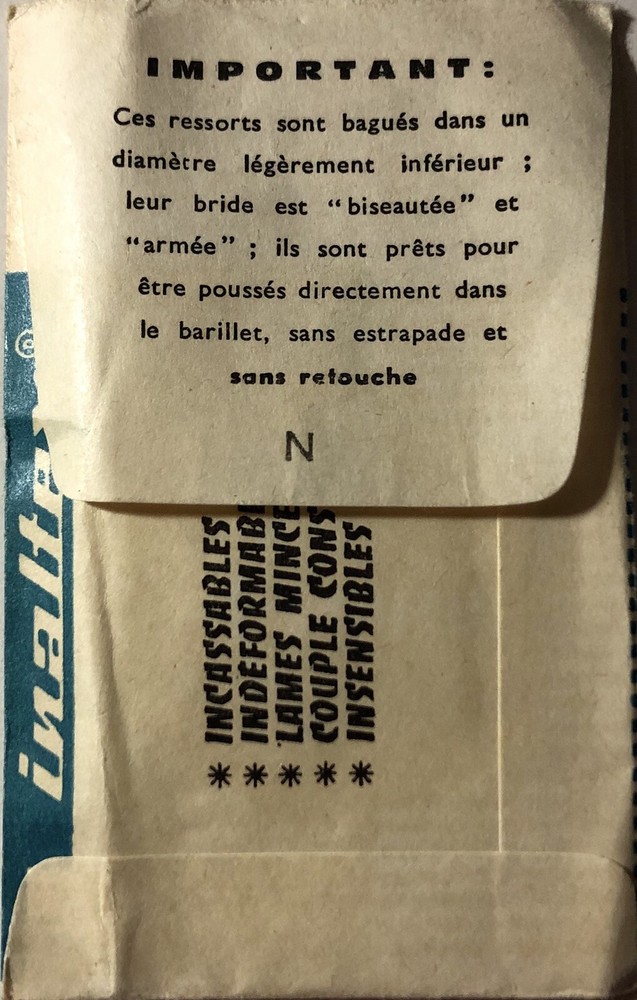 IMPORTANT:
Ces ressorts sont bagués dans un
diamètre légèrement inférieur ;
leur bride est “biseautée” et
“armée” ; ils sont prêts pour
être poussés directement dans
le barillet, sans estrapade et
sans retouche
N
* INCASSABLES
* INDÉFORMABL
* LAMES MINCE
* COUPLE CONS
* INSENSIBLES